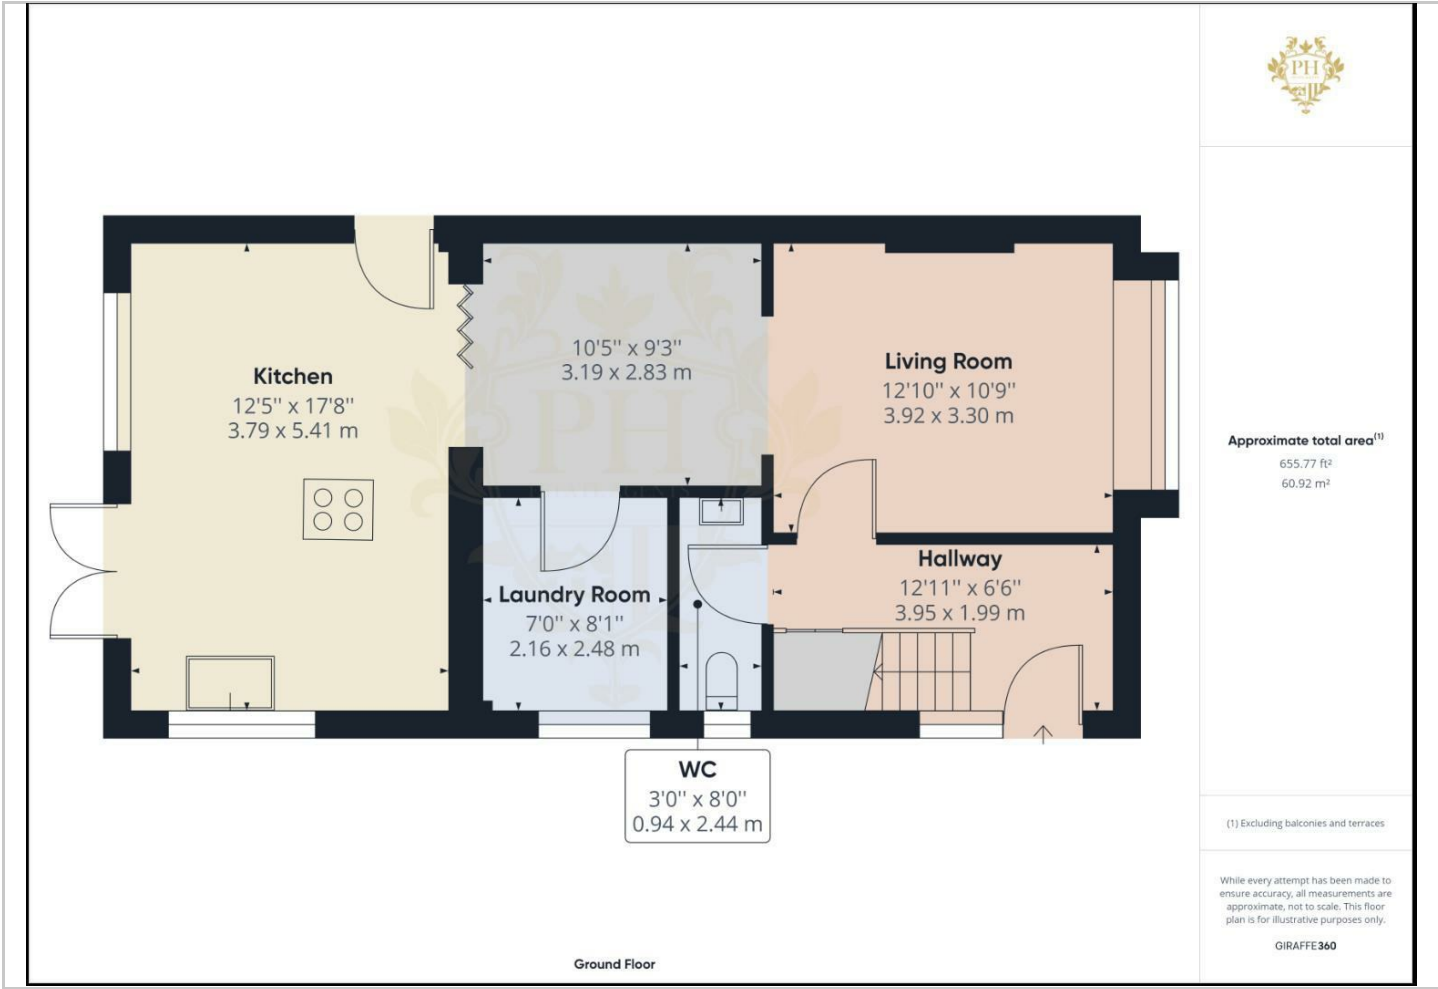 PH
Kitchen
12'5'' x 17'8''
3.79 x 5.41 m
10'5'' x 9'3''
3.19 x 2.83 m
PH
Living Room
12'10'' x 10'9''
3.92 x 3.30 m
Laundry Room
7'0'' x 8'1''
2.16 x 2.48 m
Hallway
12'11'' x 6'6''
3.95 x 1.99 m
WC
3'0'' x 8'0''
0.94 x 2.44 m
Ground Floor
Approximate total area(1)
655.77 ft²
60.92 m²
(1) Excluding balconies and terraces
While every attempt has been made to
ensure accuracy, all measurements are
approximate, not to scale. This floor
plan is for illustrative purposes only.
GIRAFFE360